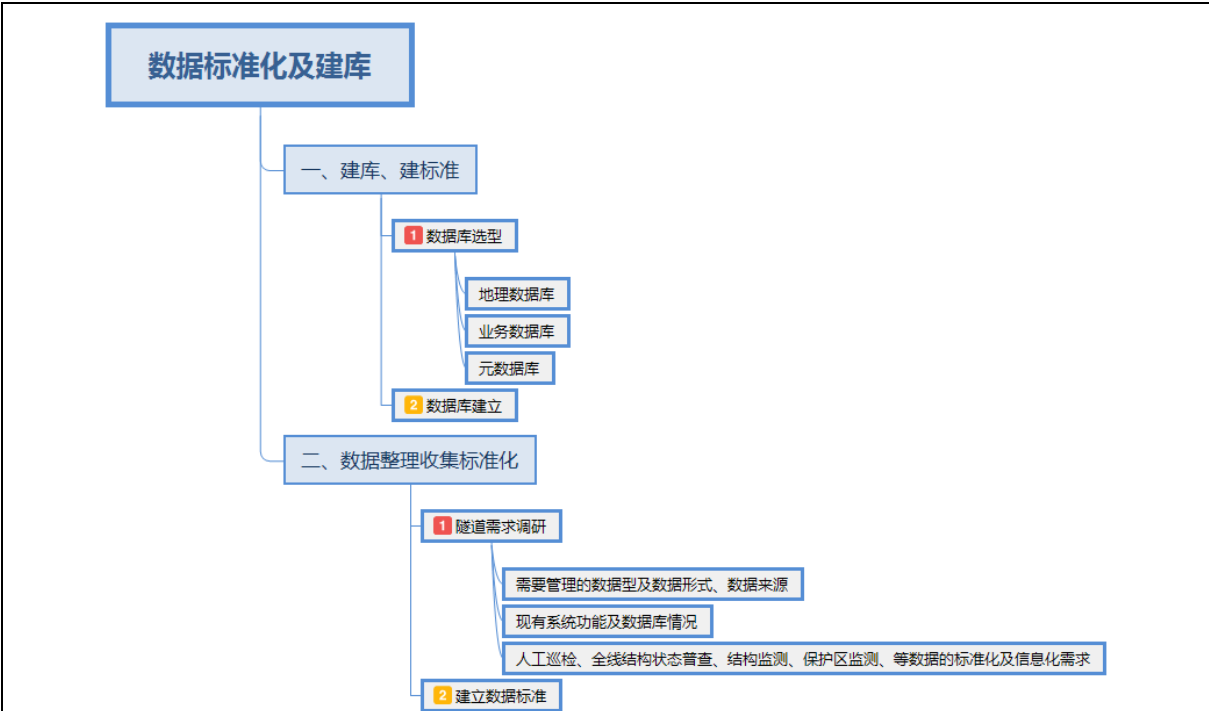 数据标准化及建库
一、建库、建标准
1 数据库选型
地理数据库
业务数据库
元数据库
2 数据库建立
二、数据整理收集标准化
1 隧道需求调研
需要管理的数据型及数据形式、数据来源
现有系统功能及数据库情况
人工巡检、全线结构状态普查、结构监测、保护区监测、等数据的标准化及信息化需求
2 建立数据标准